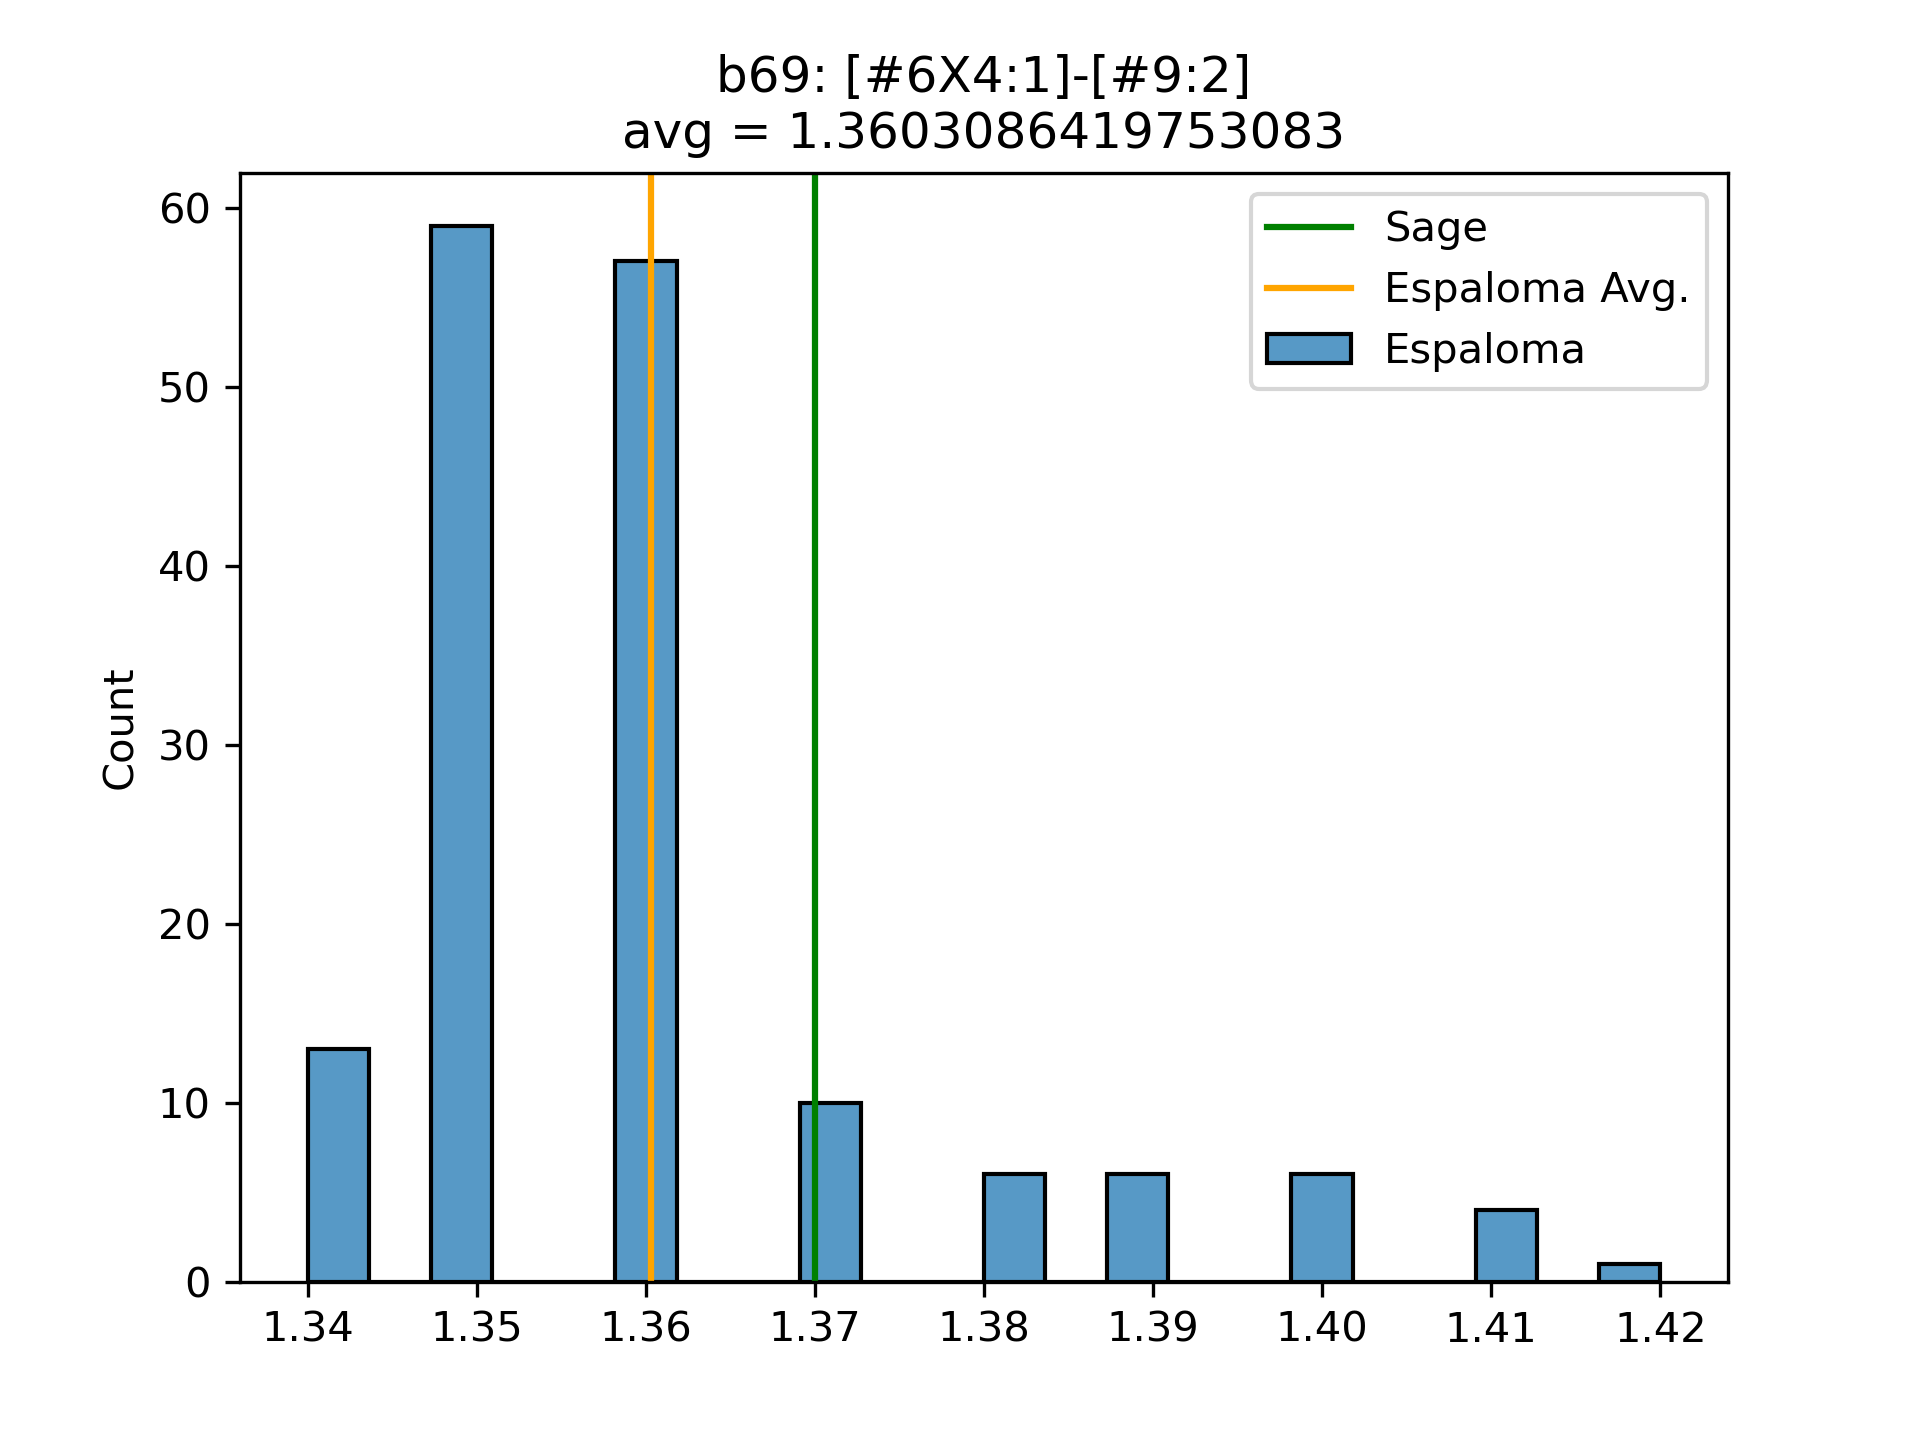 b69: [#6X4:1]-[#9:2]
avg = 1.3603086419753083
Sage
Espaloma Avg.
Espaloma
60
50
40
30
20
10
0
Count
1.34 1.35 1.36 1.37 1.38 1.39 1.40 1.41 1.42